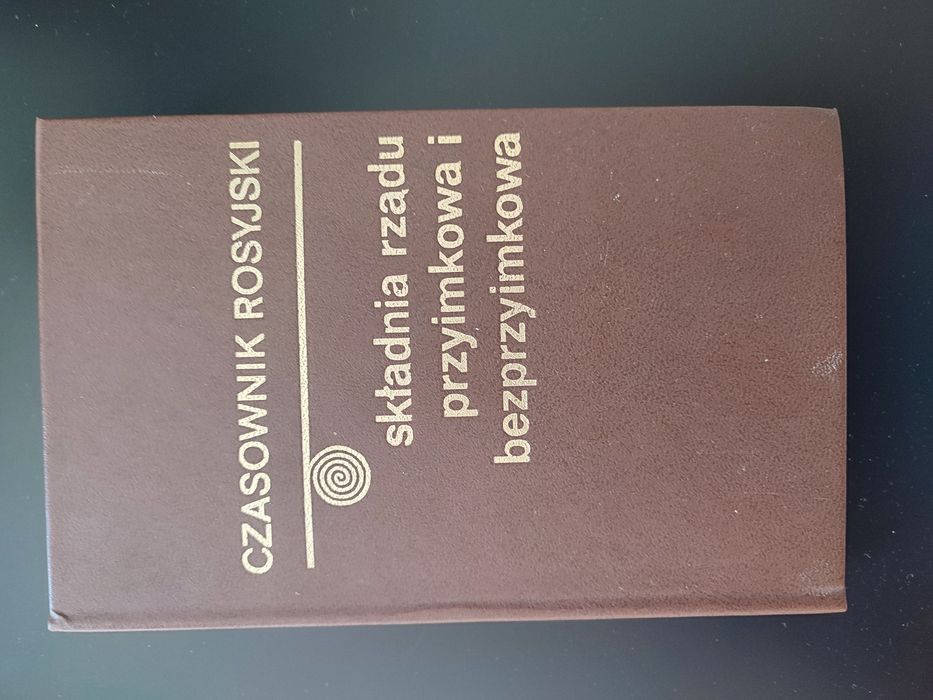 CZASOWNIK ROSYJSKI
składnia rządu
przyimkowa i
bezprzyimkowa